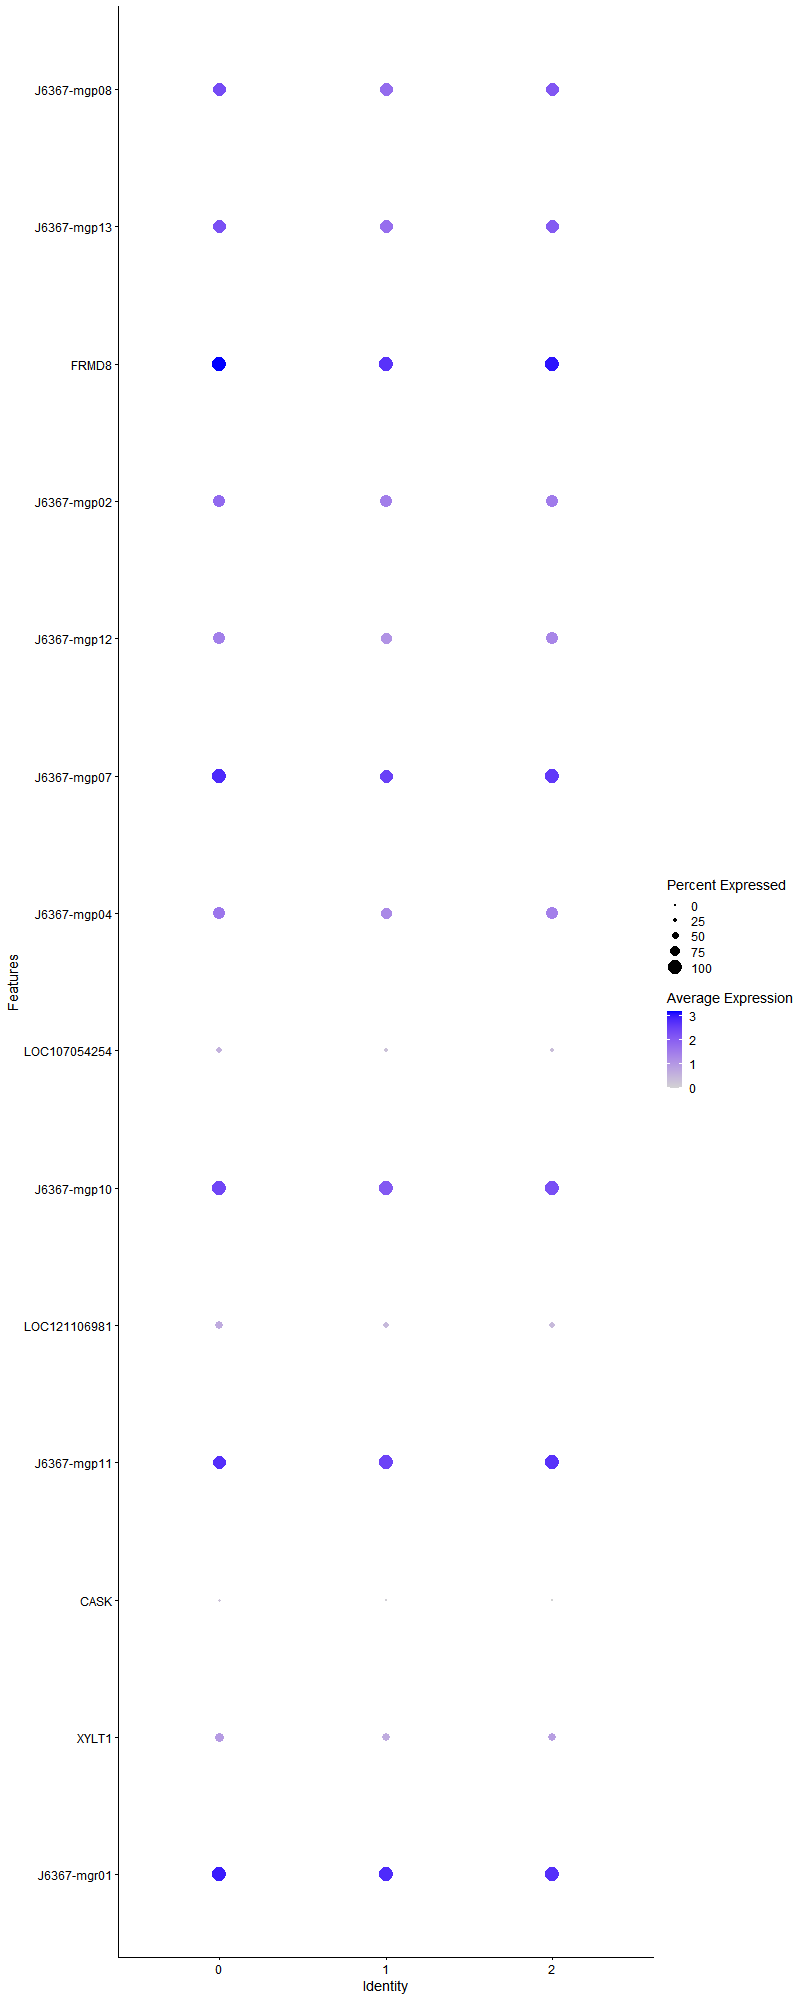 J6367-mgp08
J6367-mgp13
FRMD8
J6367-mgp02
J6367-mgp12
J6367-mgp07
J6367-mgp04
LOC107054254
J6367-mgp10
LOC121106981
J6367-mgp11
CASK
XYLT1
J6367-mgr01
Features
0
1
2
Identity
Percent Expressed
0
25
50
75
100
Average Expression
3
2
1
0